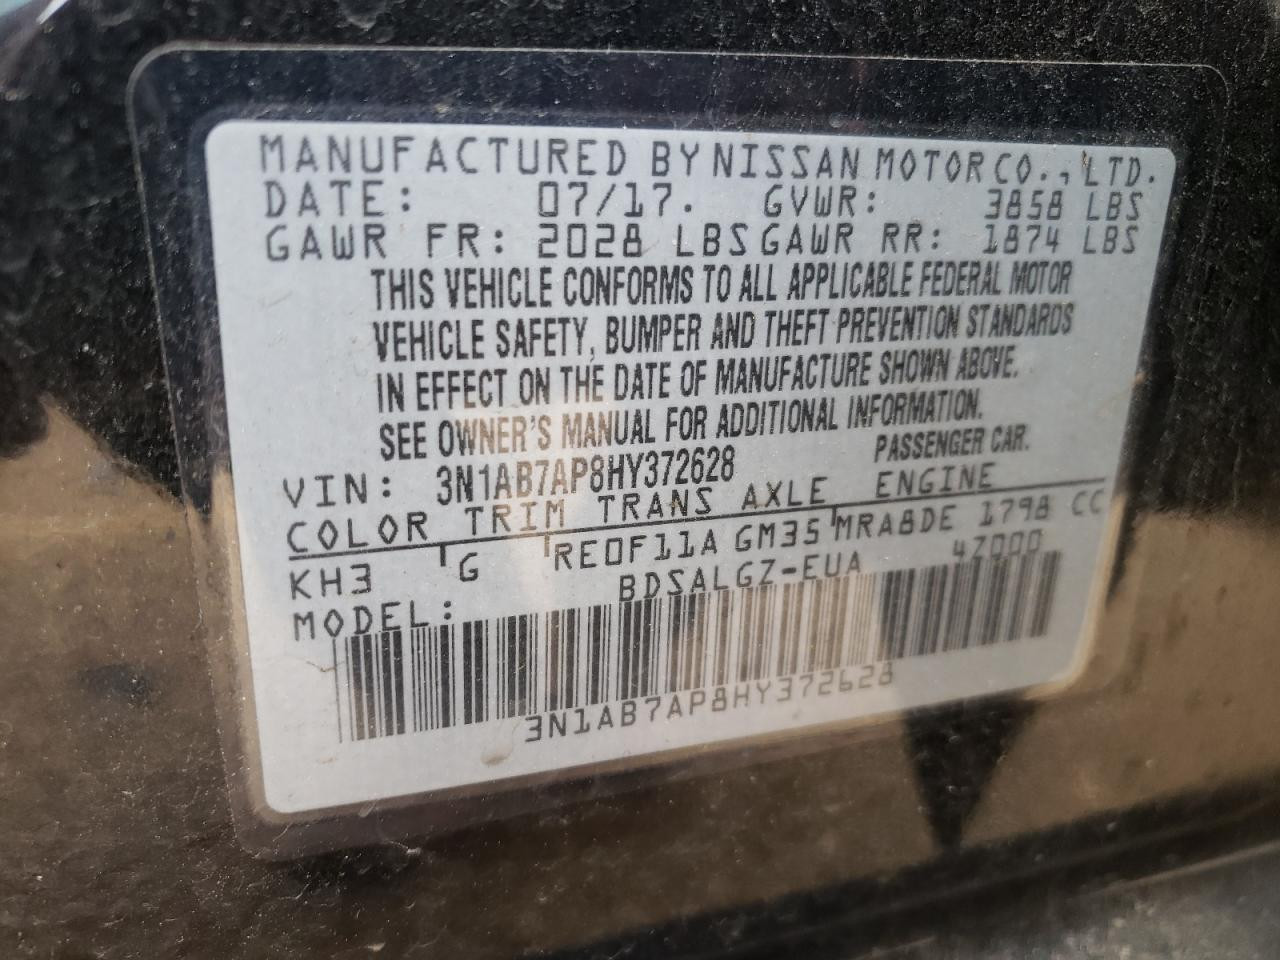 MANUFACTURED BY NISSAN MOTOR CO., LTD.
DATE: 07/17. GVWR: 3858 LBS
GAWR FR: 2028 LBS GAWR RR: 1874 LBS
THIS VEHICLE CONFORMS TO ALL APPLICABLE FEDERAL MOTOR
VEHICLE SAFETY, BUMPER AND THEFT PREVENTION STANDARDS
IN EFFECT ON THE DATE OF MANUFACTURE SHOWN ABOVE.
SEE OWNER'S MANUAL FOR ADDITIONAL INFORMATION.
VIN: 3N1AB7AP8HY372628 PASSENGER CAR.
COLOR TRIM TRANS AXLE ENGINE
KH3 G RE0F11A GM35 MRA8DE 1798 CC
MODEL: BDSALGZ-EUA 4Z000
3N1AB7AP8HY372628